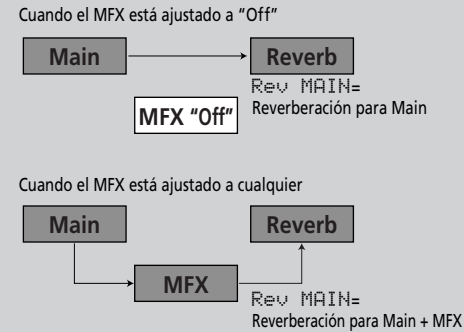 Cuando el MFX está ajustado a “Off”
Main
Reverb
Rev MAIN=
MFX “Off”
Reverberación para Main
Cuando el MFX está ajustado a cualquier
Main
Reverb
MFX
Rev MAIN=
Reverberación para Main + MFX